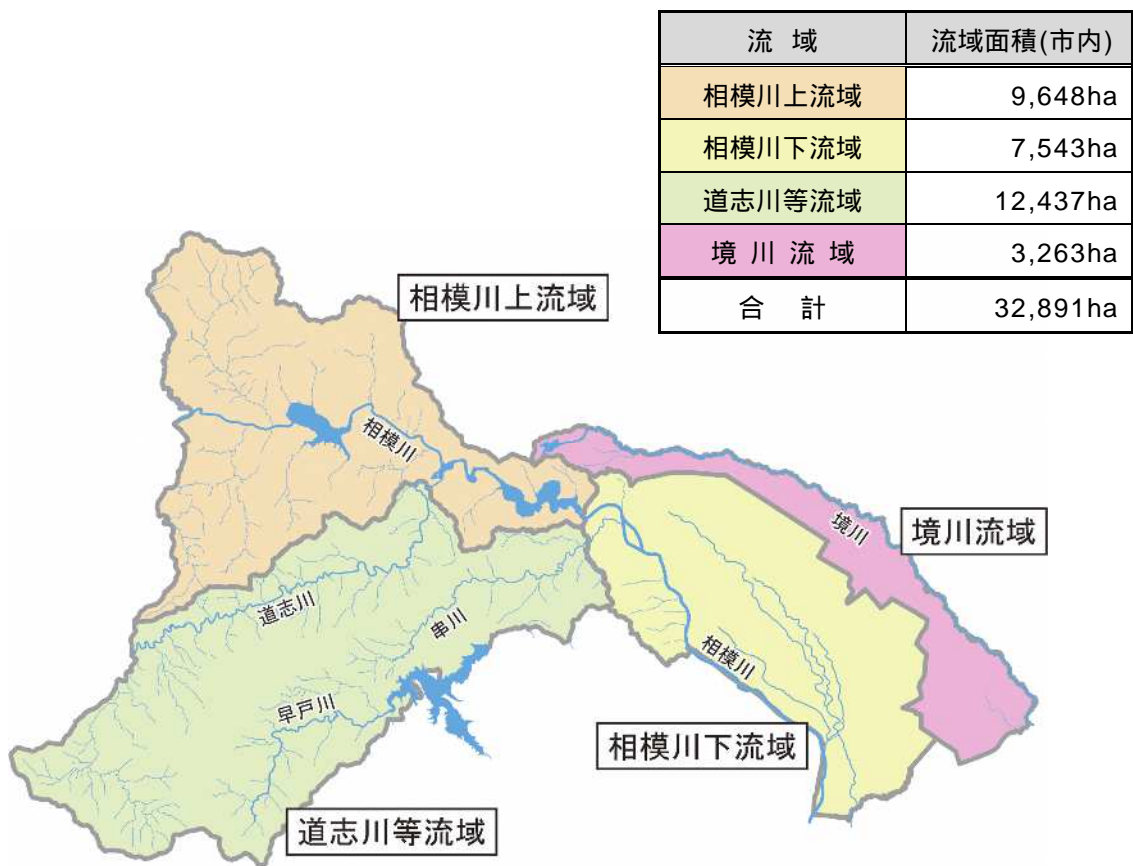 流 域 流域面積(市内)
相模川上流域 9,648ha
相模川下流域 7,543ha
道志川等流域 12,437ha
境 川 流 域 3,263ha
合 計 32,891ha
相模川上流域
相模川
境川
境川流域
道志川
串川
相模川
早戸川
相模川下流域
道志川等流域